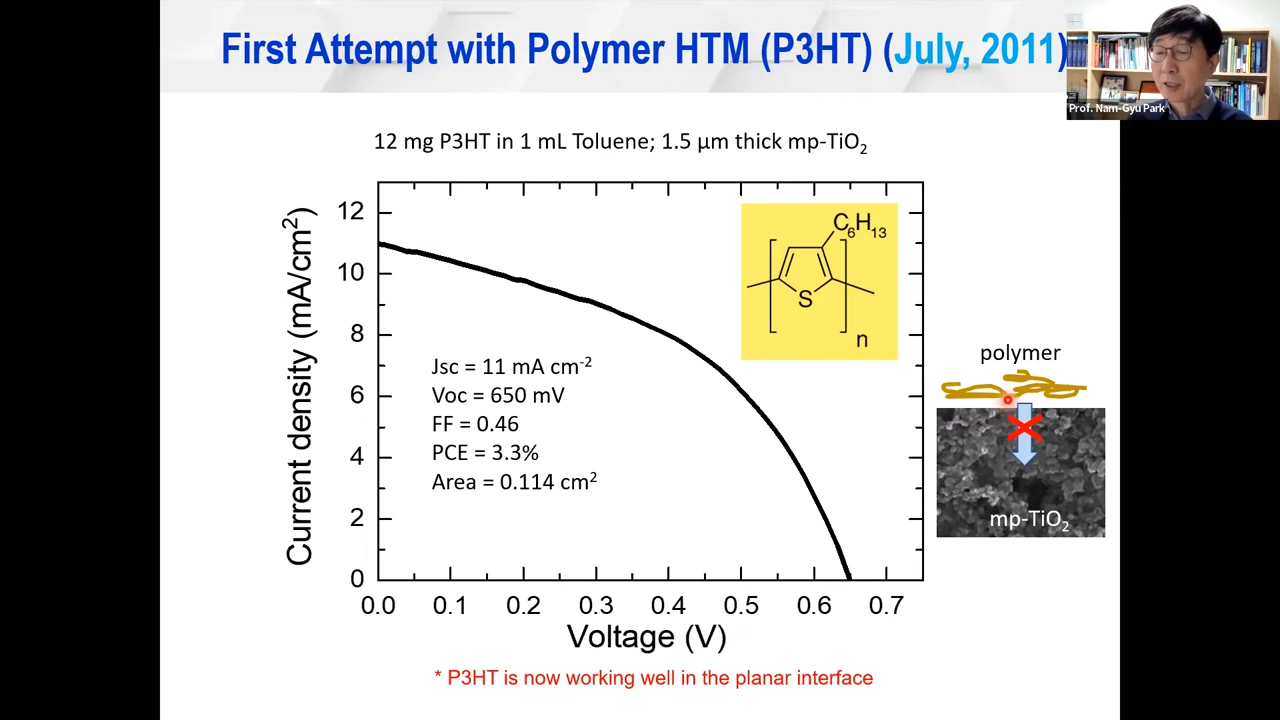 First Attempt with Polymer HTM (P3HT) (July, 2011)
Prof. Nam-Gyu Park
12 mg P3HT in 1 mL Toluene; 1.5 μm thick mp-TiO₂
Current density (mA/cm²)
12
10
8
6
4
2
0
C₆H₁₃
S
n
Jsc = 11 mA cm⁻²
Voc = 650 mV
FF = 0.46
PCE = 3.3%
Area = 0.114 cm²
0.0 0.1 0.2 0.3 0.4 0.5 0.6 0.7
Voltage (V)
polymer
mp-TiO₂
* P3HT is now working well in the planar interface